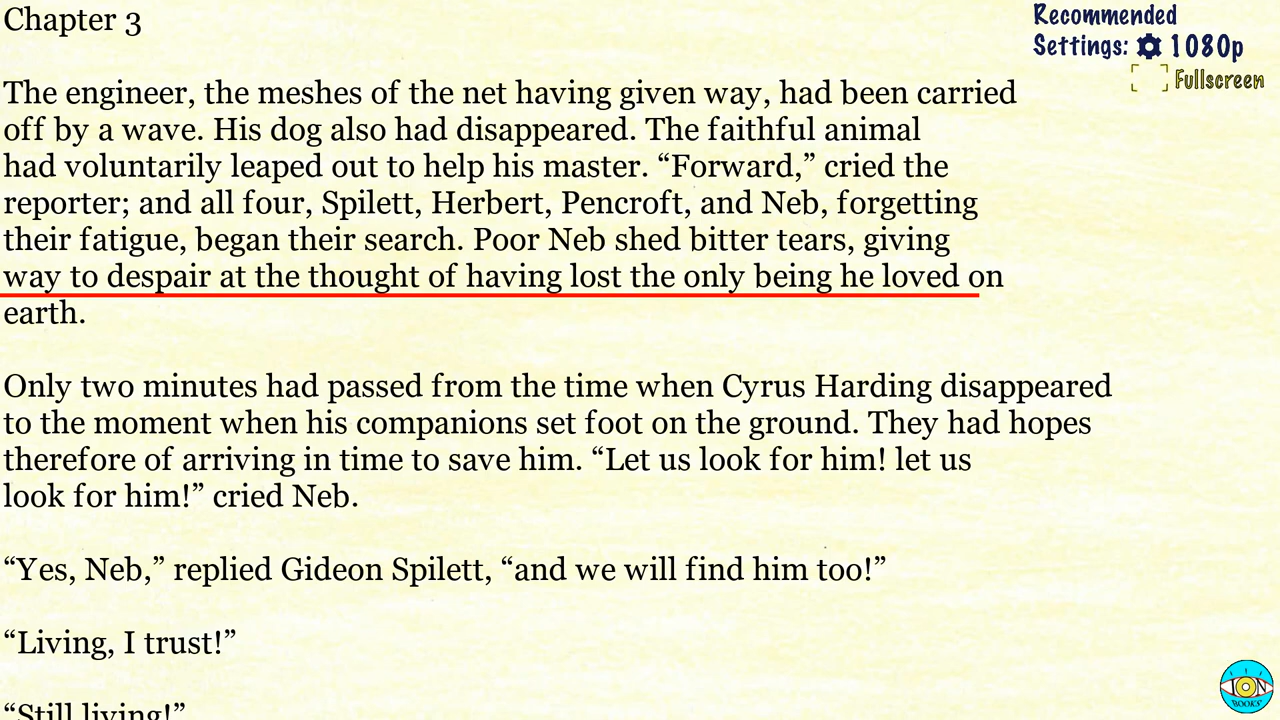 Chapter 3
Recommended
Settings: 1080p
Fullscreen
The engineer, the meshes of the net having given way, had been carried
off by a wave. His dog also had disappeared. The faithful animal
had voluntarily leaped out to help his master. “Forward,” cried the
reporter; and all four, Spilett, Herbert, Pencroft, and Neb, forgetting
their fatigue, began their search. Poor Neb shed bitter tears, giving
way to despair at the thought of having lost the only being he loved on
earth.
Only two minutes had passed from the time when Cyrus Harding disappeared
to the moment when his companions set foot on the ground. They had hopes
therefore of arriving in time to save him. “Let us look for him! let us
look for him!” cried Neb.
“Yes, Neb,” replied Gideon Spilett, “and we will find him too!”
“Living, I trust!”
“Still living!”
ION
BOOKS